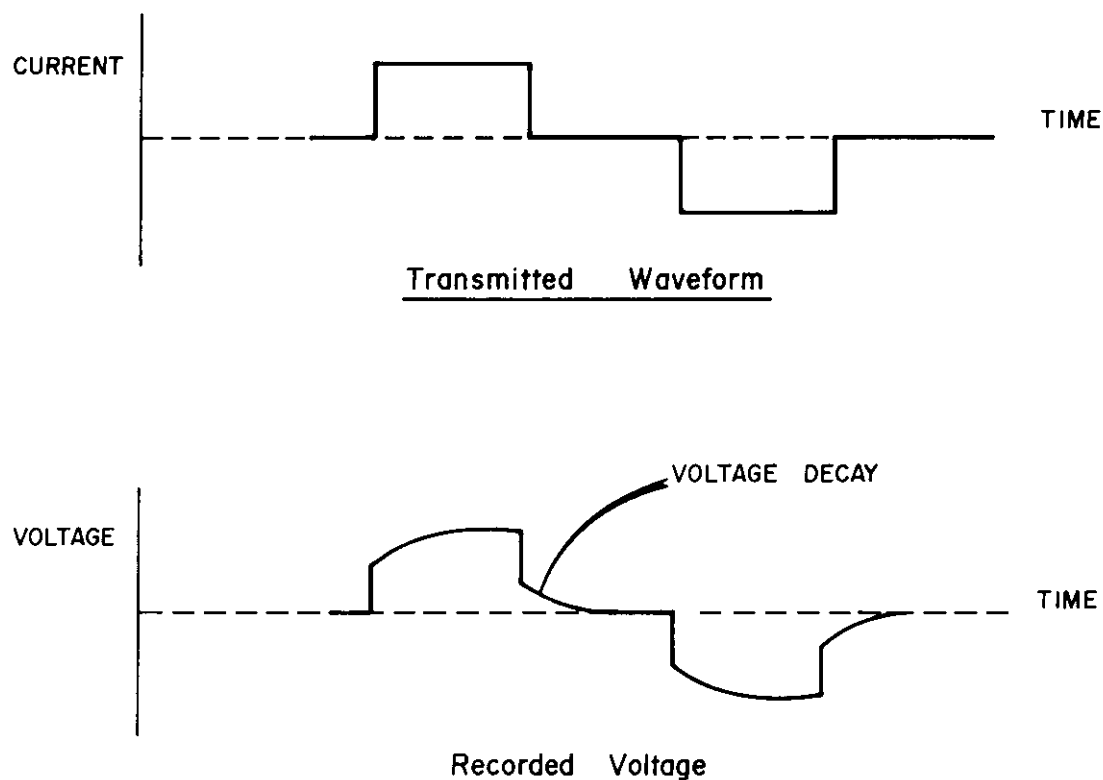 CURRENT
TIME
Transmitted Waveform
VOLTAGE DECAY
VOLTAGE
TIME
Recorded Voltage